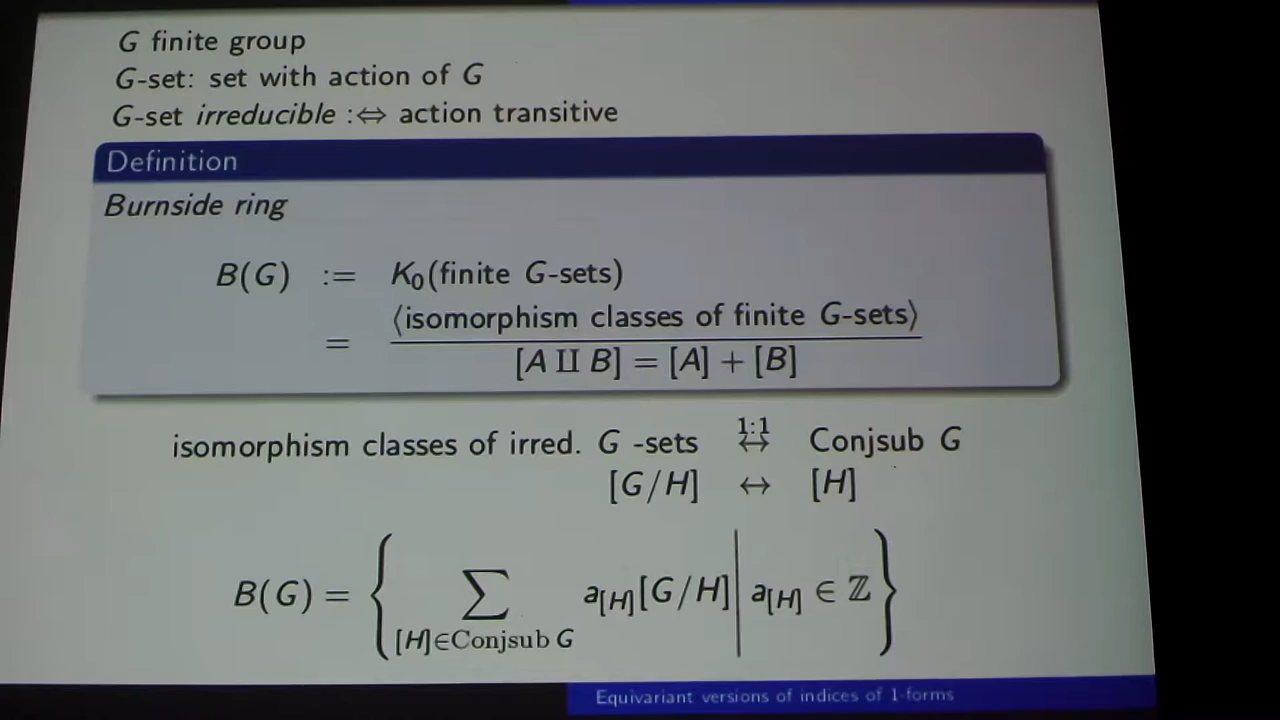 G finite group
G-set: set with action of G
G-set irreducible :⇔ action transitive
Definition
Burnside ring
B(G) := K₀(finite G-sets)
= ⟨isomorphism classes of finite G-sets⟩
[A ∐ B] = [A] + [B]
isomorphism classes of irred. G -sets 1:1 ↔ Conjsub G
[G/H] ↔ [H]
B(G) = { ∑ a[H][G/H] | a[H] ∈ ℤ }
[H]∈Conjsub G
Equivariant versions of indices of 1-forms